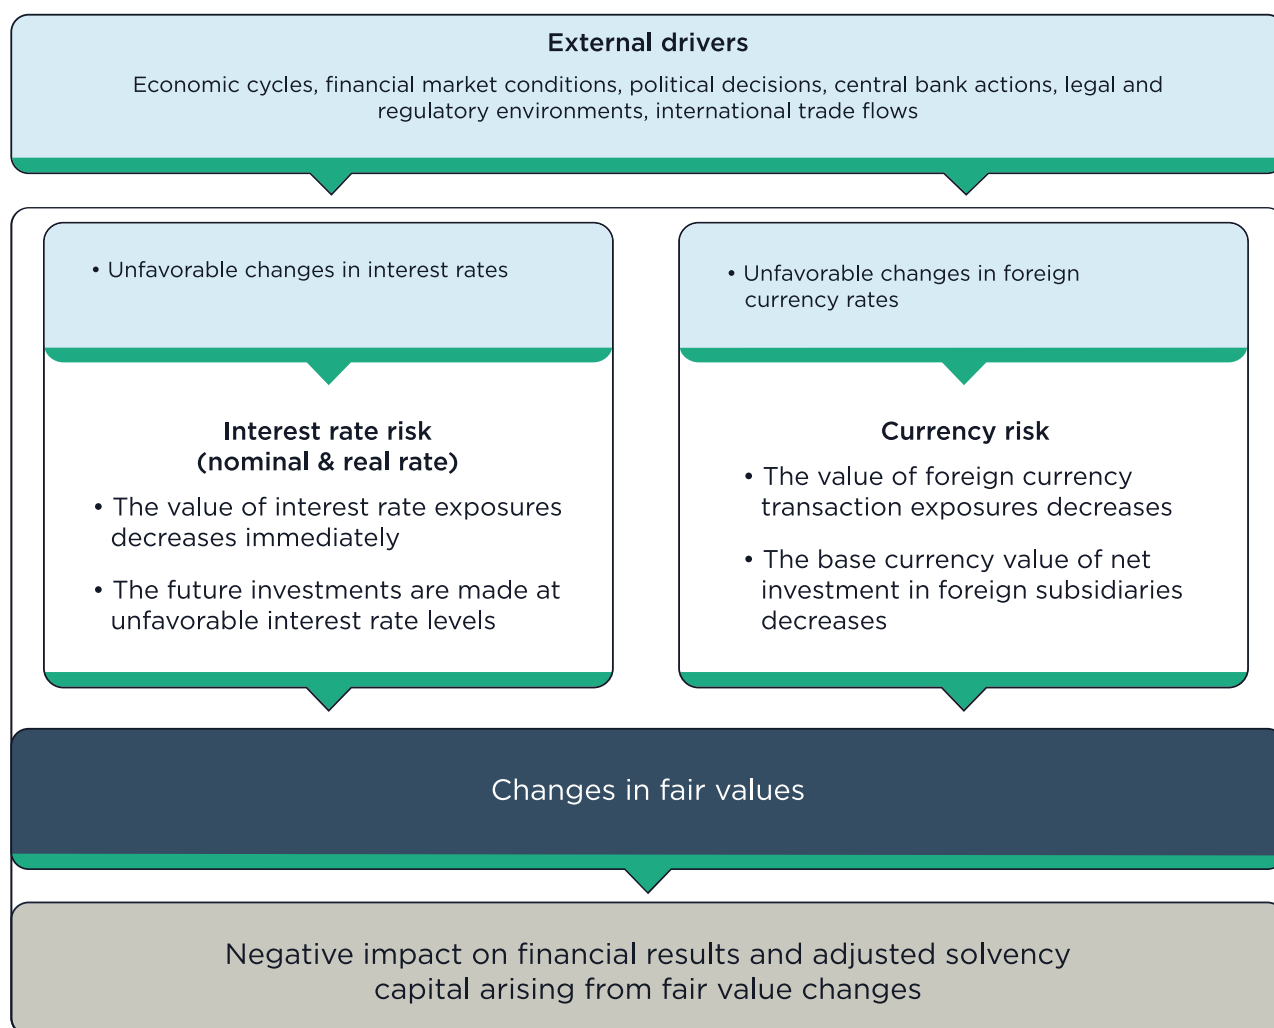 External drivers
Economic cycles, financial market conditions, political decisions, central bank actions, legal and
regulatory environments, international trade flows
• Unfavorable changes in interest rates
Interest rate risk
(nominal & real rate)
• The value of interest rate exposures
decreases immediately
• The future investments are made at
unfavorable interest rate levels
• Unfavorable changes in foreign
currency rates
Currency risk
• The value of foreign currency
transaction exposures decreases
• The base currency value of net
investment in foreign subsidiaries
decreases
Changes in fair values
Negative impact on financial results and adjusted solvency
capital arising from fair value changes